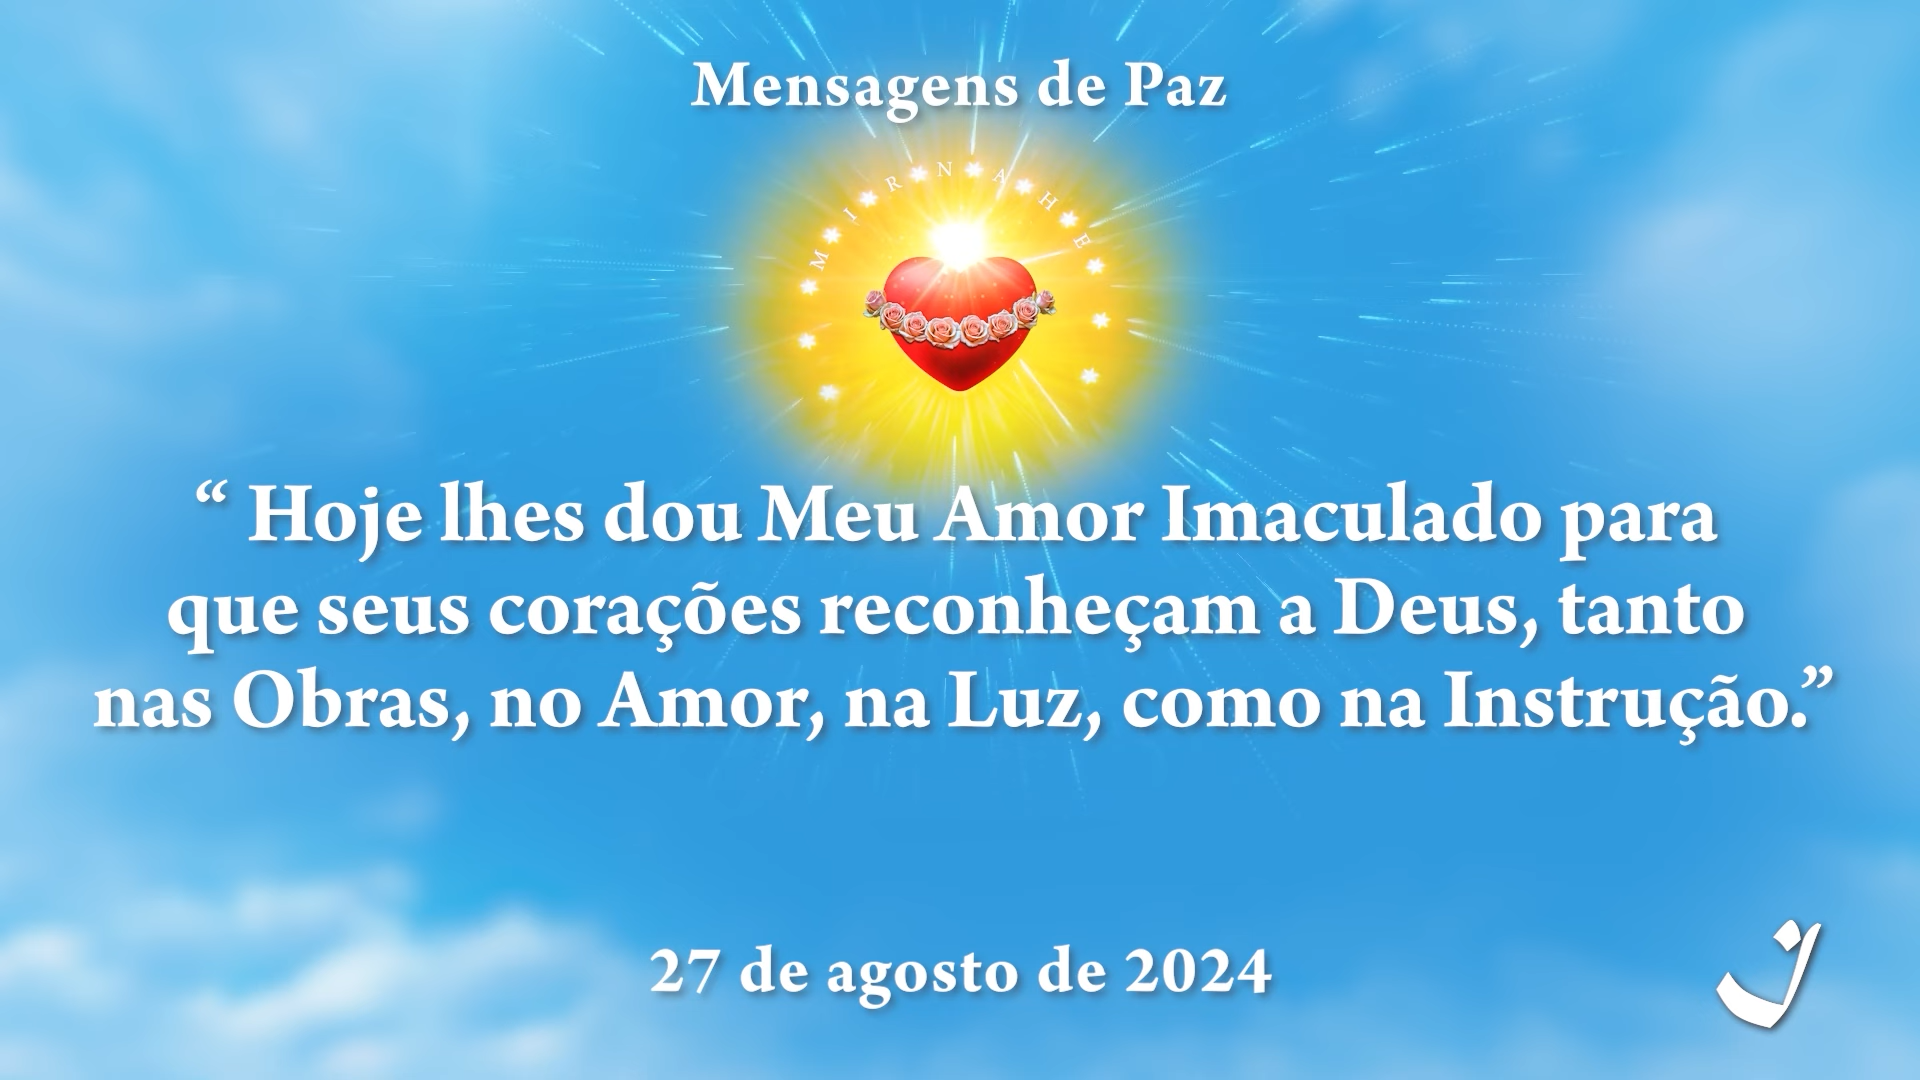 Mensagens de Paz
M I R N A H E
“ Hoje lhes dou Meu Amor Imaculado para
que seus corações reconheçam a Deus, tanto
nas Obras, no Amor, na Luz, como na Instrução.”
27 de agosto de 2024